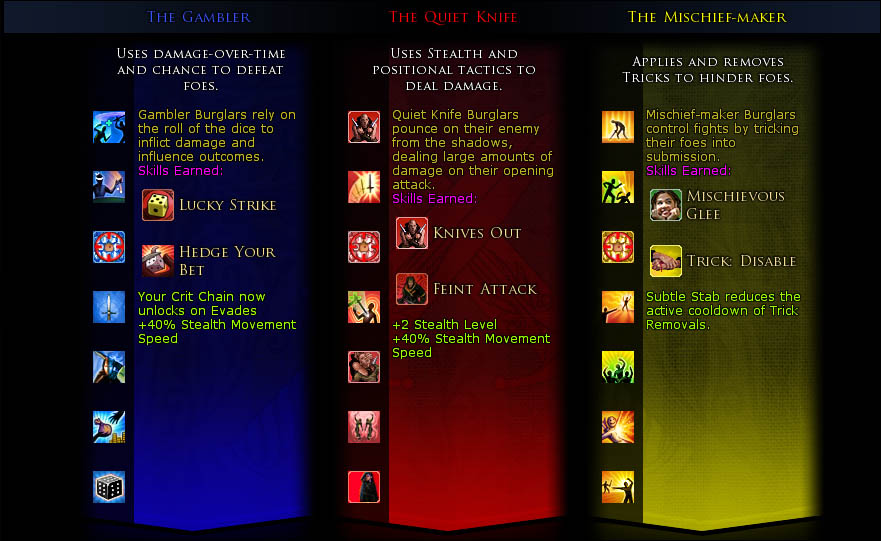 The Gambler
Uses damage-over-time
and chance to defeat
foes.
Gambler Burglars rely on
the roll of the dice to
inflict damage and
influence outcomes.
Skills Earned:
Lucky Strike
Hedge Your
Bet
Your Crit Chain now
unlocks on Evades
+40% Stealth Movement
Speed
The Quiet Knife
Uses Stealth and
positional tactics to
deal damage.
Quiet Knife Burglars
pounce on their enemy
from the shadows,
dealing large amounts of
damage on their opening
attack.
Skills Earned:
Knives Out
Feint Attack
+2 Stealth Level
+40% Stealth Movement
Speed
The Mischief-maker
Applies and removes
Tricks to hinder foes.
Mischief-maker Burglars
control fights by tricking
their foes into
submission.
Skills Earned:
Mischievous
Glee
Trick: Disable
Subtle Stab reduces the
active cooldown of Trick
Removals.